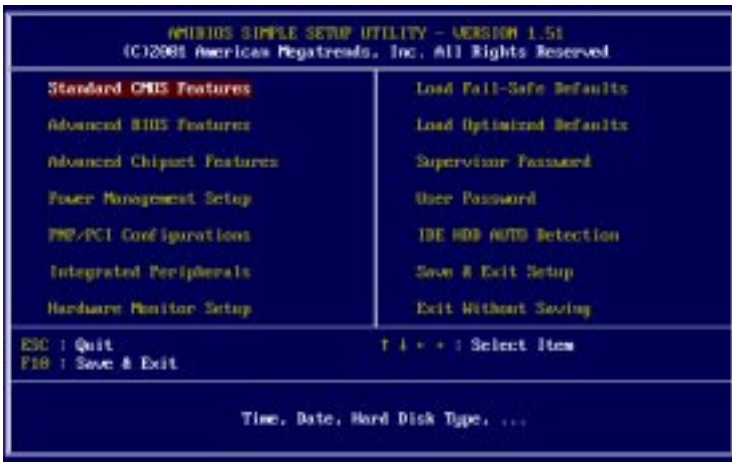 AMIBIOS SIMPLE SETUP UTILITY - VERSION 1.51
(C)2001 American Megatrends, Inc. All Rights Reserved
Standard CMOS Features
Advanced BIOS Features
Advanced Chipset Features
Power Management Setup
PNP/PCI Configurations
Integrated Peripherals
Hardware Monitor Setup
Load Fail-Safe Defaults
Load Optimized Defaults
Supervisor Password
User Password
IDE HDD AUTO Detection
Save & Exit Setup
Exit Without Saving
ESC : Quit
F10 : Save & Exit
↑ ↓ ← → : Select Item
Time, Date, Hard Disk Type, ...